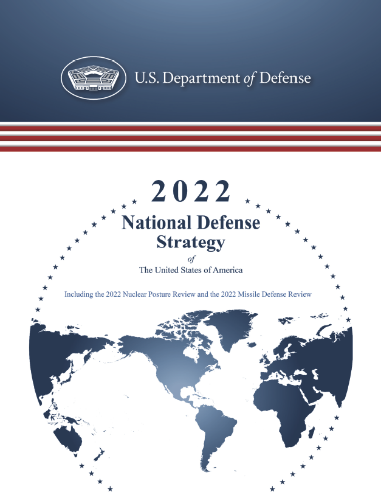 U.S. Department of Defense
2022
National Defense
Strategy
of
The United States of America
Including the 2022 Nuclear Posture Review and the 2022 Missile Defense Review